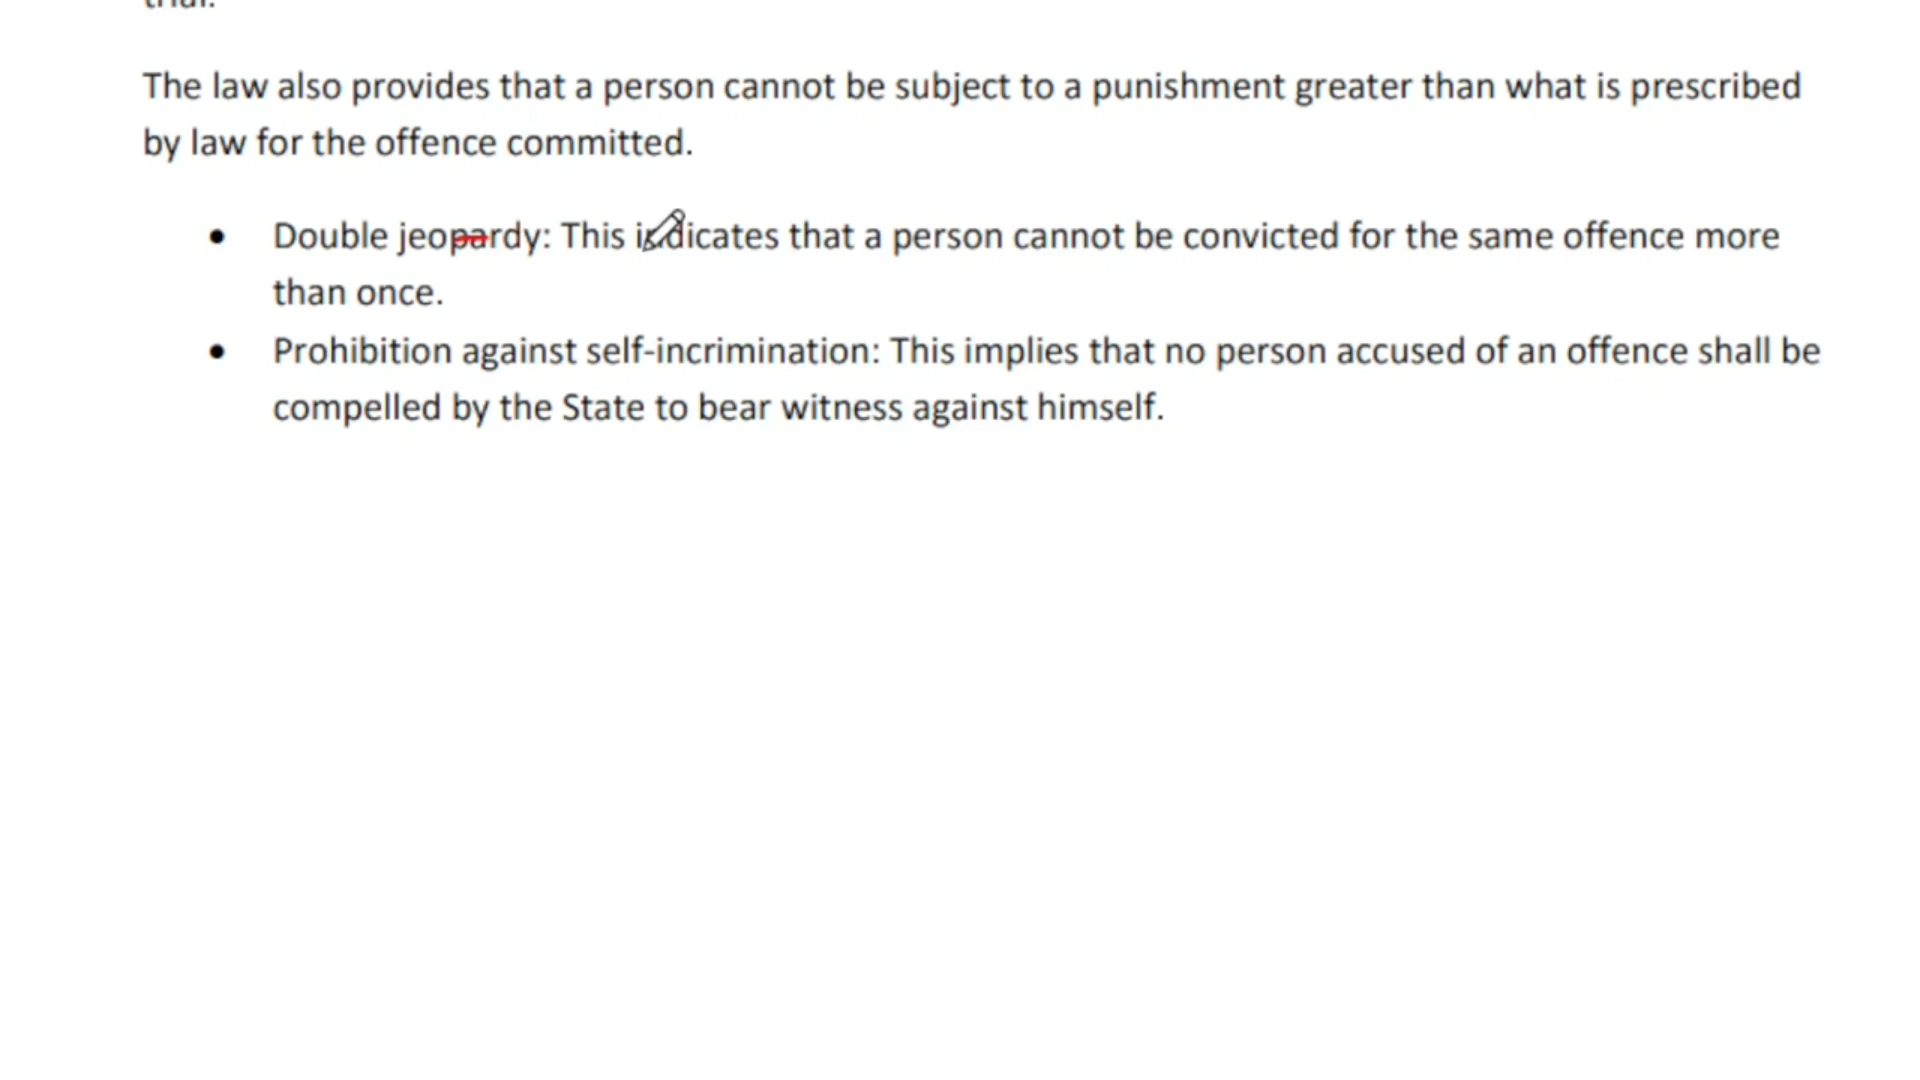 trial.
The law also provides that a person cannot be subject to a punishment greater than what is prescribed
by law for the offence committed.
• Double jeopardy: This indicates that a person cannot be convicted for the same offence more
than once.
• Prohibition against self-incrimination: This implies that no person accused of an offence shall be
compelled by the State to bear witness against himself.